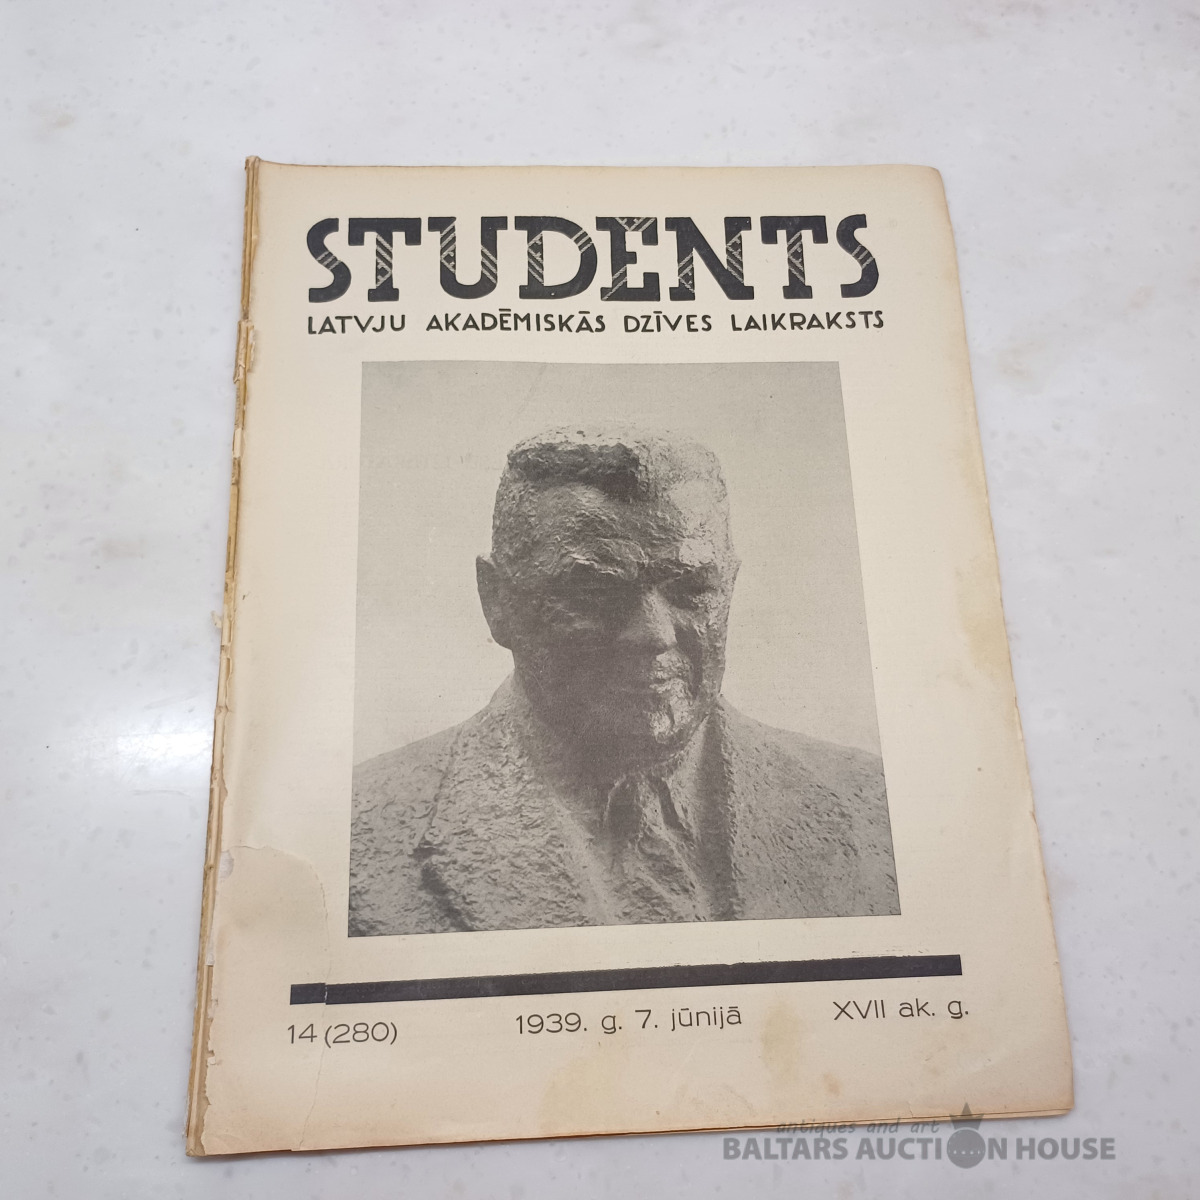 STUDENTS
LATVJU AKADĒMISKĀS DZĪVES LAIKRAKSTS
14 (280) 1939. g. 7. jūnijā XVII ak. g.
antiques and art
BALTARS AUCTION HOUSE